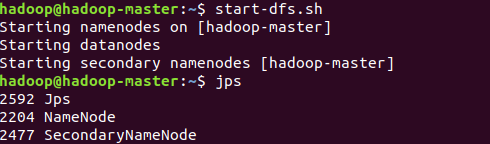 hadoop@hadoop-master:~$ start-dfs.sh
Starting namenodes on [hadoop-master]
Starting datanodes
Starting secondary namenodes [hadoop-master]
hadoop@hadoop-master:~$ jps
2592 Jps
2204 NameNode
2477 SecondaryNameNode